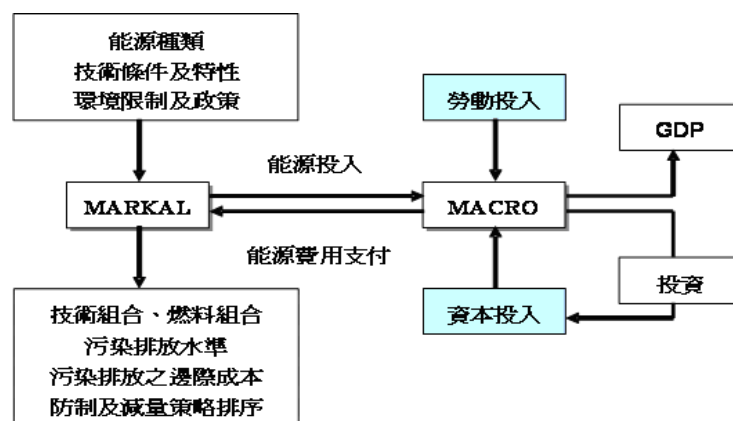 能源種類
技術條件及特性
環境限制及政策
勞動投入
GDP
能源投入
MARKAL
MACRO
能源費用支付
投資
技術組合、燃料組合
污染排放水準
污染排放之邊際成本
防制及減量策略排序
資本投入